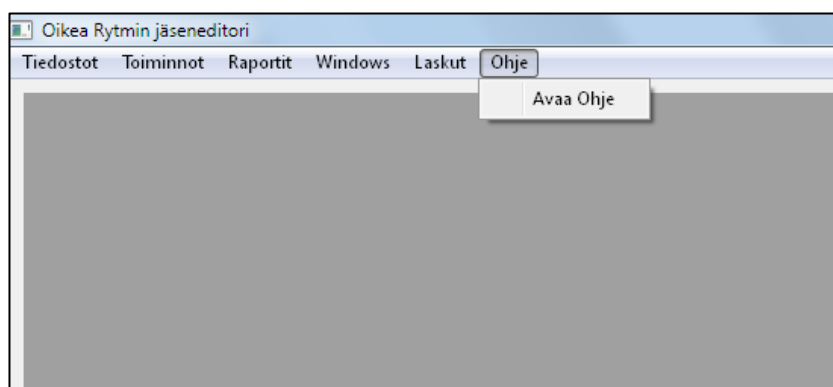 Oikea Rytmin jäseneditori
Tiedostot Toiminnot Raportit Windows Laskut Ohje
Avaa Ohje